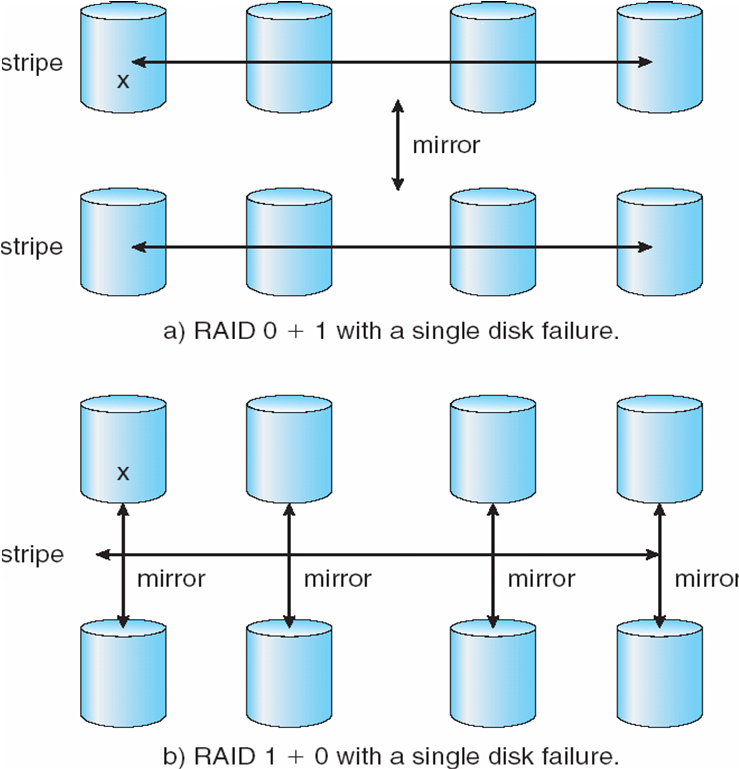 stripe
x
mirror
stripe
a) RAID 0 + 1 with a single disk failure.
x
stripe
mirror mirror mirror mirror
b) RAID 1 + 0 with a single disk failure.